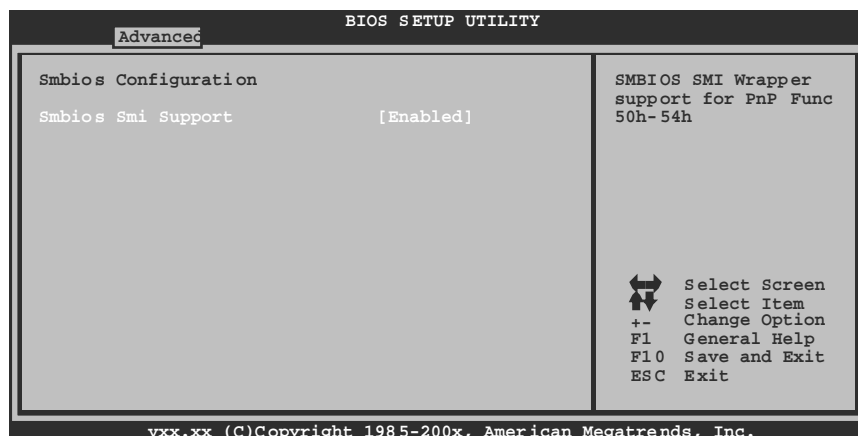 BIOS SETUP UTILITY
Advanced
Smbios Configuration
Smbios Smi Support [Enabled]
SMBIOS SMI Wrapper
support for PnP Func
50h-54h
Select Screen
Select Item
+- Change Option
F1 General Help
F10 Save and Exit
ESC Exit
vxx.xx (C)Copyright 1985-200x, American Megatrends, Inc.